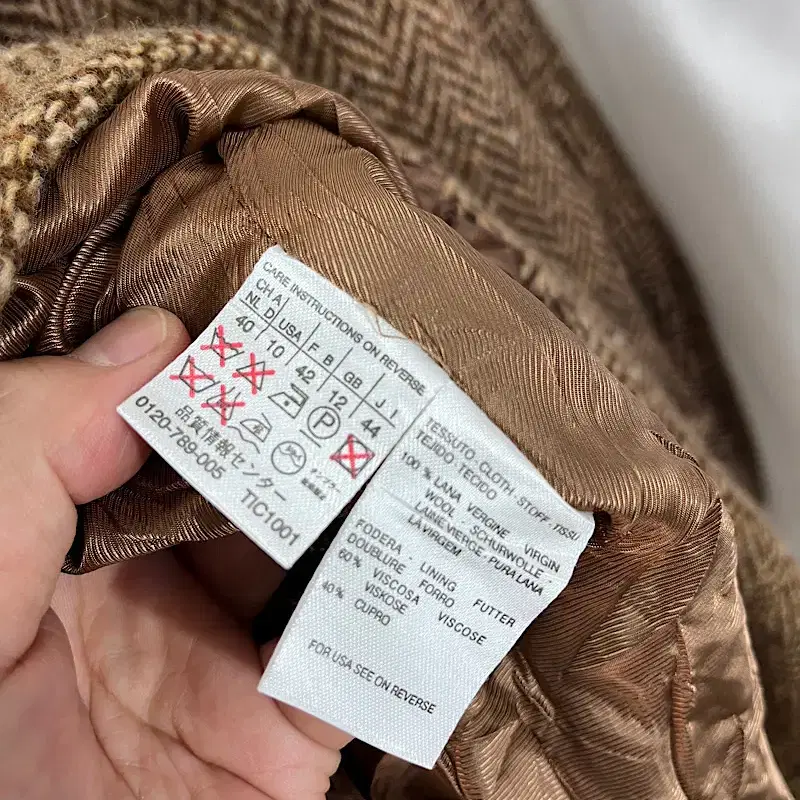 CARE INSTRUCTIONS ON REVERSE
CH A
NL D USA F B GB J I
40 10 42 12 44
P
品質情報センター
0120-789-005 TIC1001
TESSUTO CLOTH-STOFF-TISSU
TEJIDO TECIDO
100% LANA VERGINE VIRGIN
WOOL - SCHURWOLLE -
LAINE VIERGE - PURA LANA
LA VIRGEM
FODERA - LINING FUTTER
DOUBLURE FORRO
60% VISCOSA VISCOSE
VISKOSE
40% CUPRO
FOR USA SEE ON REVERSE